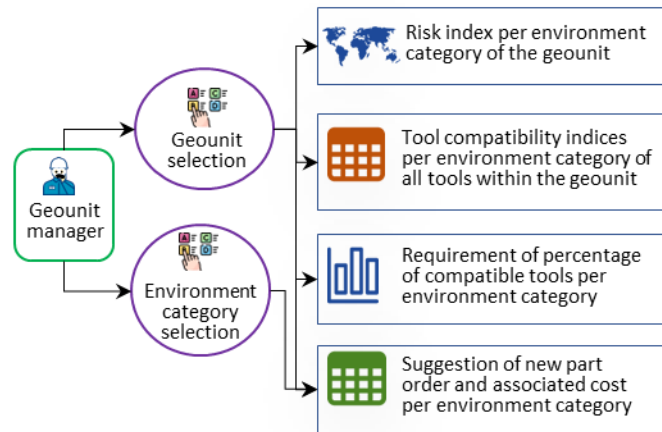 Geounit
manager
Geounit
selection
Environment
category
selection
Risk index per environment
category of the geounit
Tool compatibility indices
per environment category of
all tools within the geounit
Requirement of percentage
of compatible tools per
environment category
Suggestion of new part
order and associated cost
per environment category